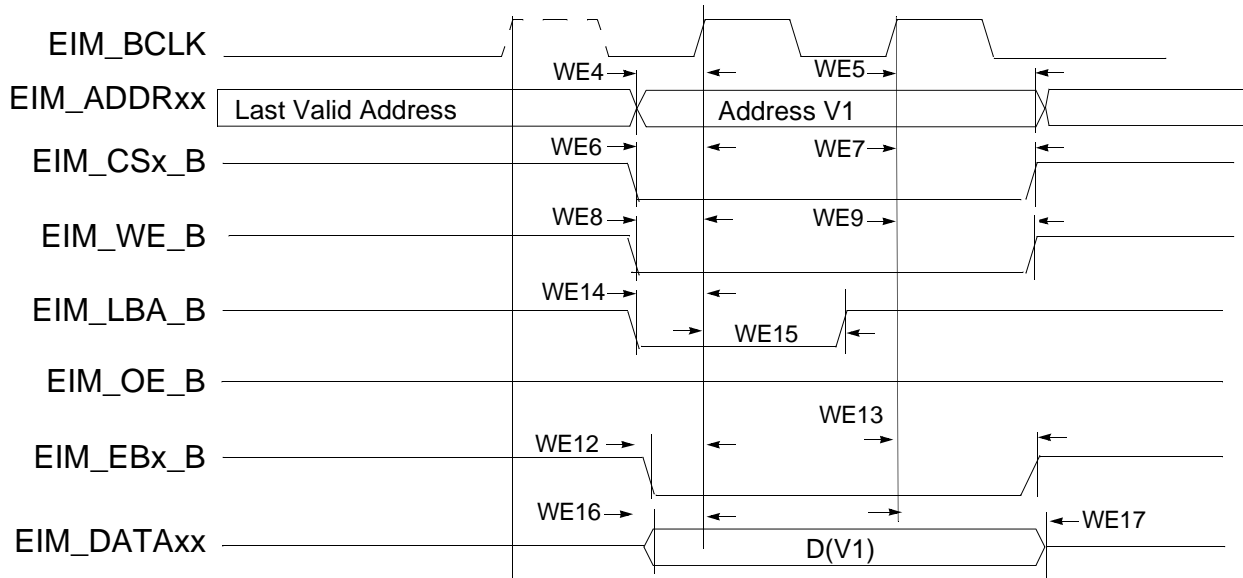 EIM_BCLK
WE4
WE5
EIM_ADDRxx
Last Valid Address
Address V1
WE6
WE7
EIM_CSx_B
WE8
WE9
EIM_WE_B
WE14
EIM_LBA_B
WE15
EIM_OE_B
WE13
WE12
EIM_EBx_B
WE16
WE17
EIM_DATAxx
D(V1)